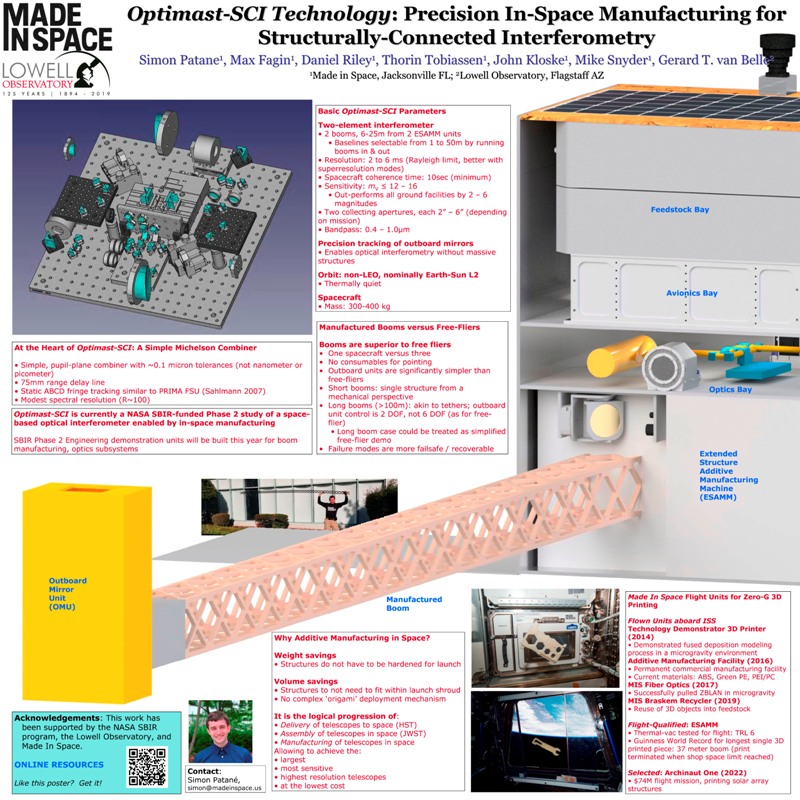 MADE
IN SPACE
LOWELL
OBSERVATORY
125 YEARS | 1894 - 2019
Optimast-SCI Technology: Precision In-Space Manufacturing for
Structurally-Connected Interferometry
Simon Patane¹, Max Fagin¹, Daniel Riley¹, Thorin Tobiassen¹, John Kloske¹, Mike Snyder¹, Gerard T. van Belle²
¹Made in Space, Jacksonville FL; ²Lowell Observatory, Flagstaff AZ
Basic Optimast-SCI Parameters
Two-element interferometer
• 2 booms, 6-25m from 2 ESAMM units
• Baselines selectable from 1 to 50m by running
booms in & out
• Resolution: 2 to 6 ms (Rayleigh limit, better with
superresolution modes)
• Spacecraft coherence time: 10sec (minimum)
• Sensitivity: mᵥ ≤ 12 – 16
• Out-performs all ground facilities by 2 – 6
magnitudes
• Two collecting apertures, each 2” – 6” (depending
on mission)
• Bandpass: 0.4 – 1.0µm
Precision tracking of outboard mirrors
• Enables optical interferometry without massive
structures
Orbit: non-LEO, nominally Earth-Sun L2
• Thermally quiet
Spacecraft
• Mass: 300-400 kg
At the Heart of Optimast-SCI: A Simple Michelson Combiner
• Simple, pupil-plane combiner with ~0.1 micron tolerances (not nanometer or
picometer)
• 75mm range delay line
• Static ABCD fringe tracking similar to PRIMA FSU (Sahlmann 2007)
• Modest spectral resolution (R~100)
Optimast-SCI is currently a NASA SBIR-funded Phase 2 study of a space-
based optical interferometer enabled by in-space manufacturing
SBIR Phase 2 Engineering demonstration units will be built this year for boom
manufacturing, optics subsystems
Manufactured Booms versus Free-Fliers
Booms are superior to free fliers
• One spacecraft versus three
• No consumables for pointing
• Outboard units are significantly simpler than
free-fliers
• Short booms: single structure from a
mechanical perspective
• Long booms (>100m): akin to tethers; outboard
unit control is 2 DOF, not 6 DOF (as for free-
flier)
• Long boom case could be treated as simplified
free-flier demo
• Failure modes are more failsafe / recoverable
Feedstock Bay
Avionics Bay
Optics Bay
Extended
Structure
Additive
Manufacturing
Machine
(ESAMM)
Outboard
Mirror
Unit
(OMU)
Manufactured
Boom
Why Additive Manufacturing in Space?
Weight savings
• Structures do not have to be hardened for launch
Volume savings
• Structures to not need to fit within launch shroud
• No complex ‘origami’ deployment mechanism
It is the logical progression of:
• Delivery of telescopes to space (HST)
• Assembly of telescopes in space (JWST)
• Manufacturing of telescopes in space
Allowing to achieve the:
• largest
• most sensitive
• highest resolution telescopes
• at the lowest cost
Made In Space Flight Units for Zero-G 3D
Printing
Flown Units aboard ISS
Technology Demonstrator 3D Printer
(2014)
• Demonstrated fused deposition modeling
process in a microgravity environment
Additive Manufacturing Facility (2016)
• Permanent commercial manufacturing facility
• Current materials: ABS, Green PE, PEI/PC
MIS Fiber Optics (2017)
• Successfully pulled ZBLAN in microgravity
MIS Braskem Recycler (2019)
• Reuse of 3D objects into feedstock
Flight-Qualified: ESAMM
• Thermal-vac tested for flight: TRL 6
• Guinness World Record for longest single 3D
printed piece: 37 meter boom (print
terminated when shop space limit reached)
Selected: Archinaut One (2022)
• $74M flight mission, printing solar array
structures
Acknowledgements: This work has
been supported by the NASA SBIR
program, the Lowell Observatory, and
Made In Space.
ONLINE RESOURCES
Like this poster? Get it!
Contact:
Simon Patané,
simon@madeinspace.us